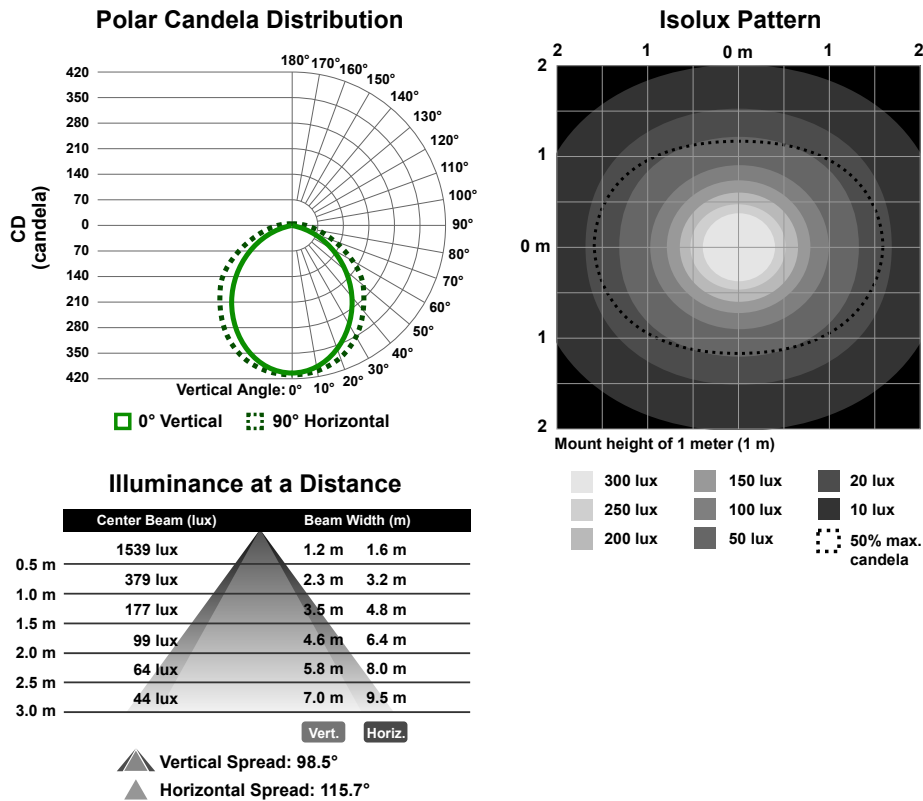 Polar Candela Distribution
180° 170° 160° 150° 140° 130° 120° 110° 100° 90° 80° 70° 60° 50° 40° 30° 20° 10°
420
350
280
210
140
70
0
70
140
210
280
350
420
CD
(candela)
Vertical Angle: 0°
0° Vertical 90° Horizontal
Isolux Pattern
2 1 0 m 1 2
2
1
0 m
1
2
Mount height of 1 meter (1 m)
300 lux 150 lux 20 lux
250 lux 100 lux 10 lux
200 lux 50 lux 50% max.
candela
Illuminance at a Distance
Center Beam (lux) Beam Width (m)
1539 lux 1.2 m 1.6 m
0.5 m
379 lux 2.3 m 3.2 m
1.0 m
177 lux 3.5 m 4.8 m
1.5 m
99 lux 4.6 m 6.4 m
2.0 m
64 lux 5.8 m 8.0 m
2.5 m
44 lux 7.0 m 9.5 m
3.0 m
Vert. Horiz.
Vertical Spread: 98.5°
Horizontal Spread: 115.7°